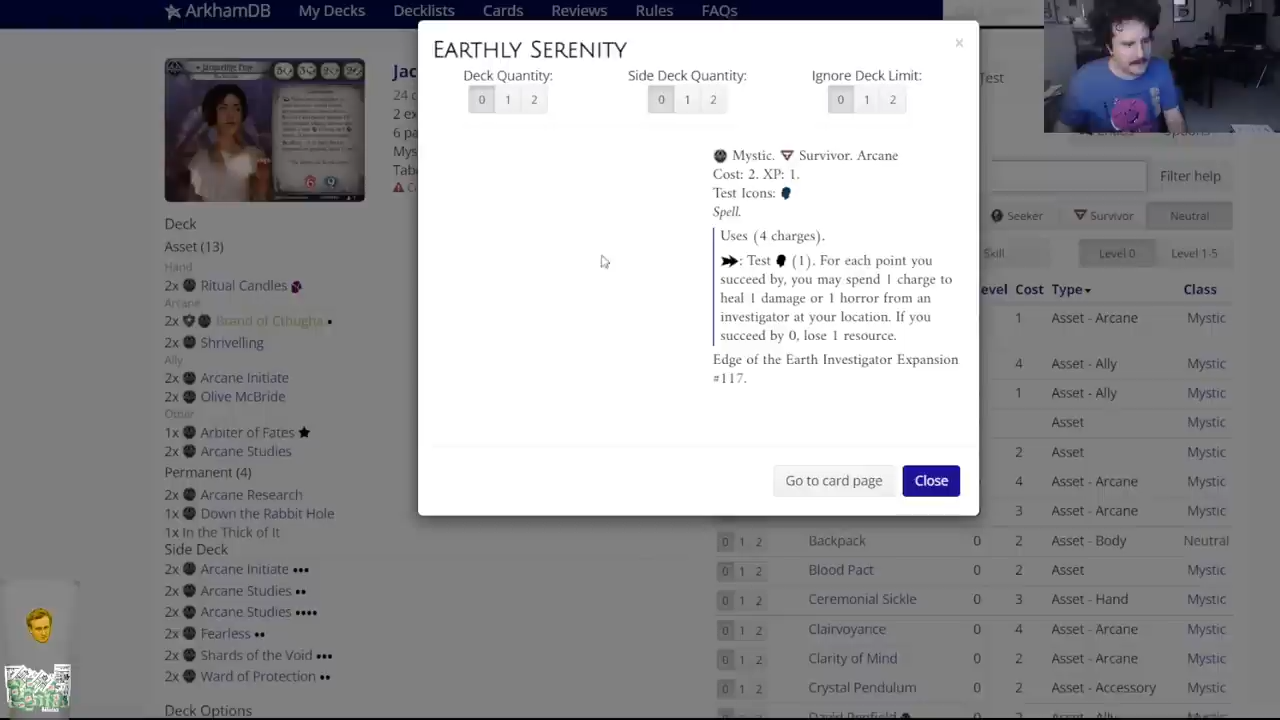 ArkhamDB My Decks Decklists Cards Reviews Rules FAQs
EARTHLY SERENITY
×
Deck Quantity: Side Deck Quantity: Ignore Deck Limit:
0 1 2 0 1 2 0 1 2
Mystic. Survivor. Arcane
Cost: 2. XP: 1.
Test Icons:
Spell.
Uses (4 charges).
: Test (1). For each point you
succeed by, you may spend 1 charge to
heal 1 damage or 1 horror from an
investigator at your location. If you
succeed by 0, lose 1 resource.
Edge of the Earth Investigator Expansion
#117.
Go to card page Close
Jac
24 c
2 ex
6 pa
Mys
Deck
Asset (13)
Hand
2x Ritual Candles
Arcane
2x Brand of Cthugha
2x Shrivelling
Ally
2x Arcane Initiate
2x Olive McBride
Other
1x Arbiter of Fates
2x Arcane Studies
Permanent (4)
2x Arcane Research
1x Down the Rabbit Hole
1x In the Thick of It
Side Deck
2x Arcane Initiate
2x Arcane Studies
2x Arcane Studies
2x Fearless
2x Shards of the Void
2x Ward of Protection
Deck Options
Test
Filter help
Seeker Survivor Neutral
Skill Level 0 Level 1-5
evel Cost Type Class
1 Asset - Arcane Mystic
4 Asset - Ally Mystic
1 Asset - Ally Mystic
Asset Mystic
2 Asset Mystic
4 Asset - Arcane Mystic
3 Asset - Arcane Mystic
0 1 2 Backpack 0 2 Asset - Body Neutral
0 1 2 Blood Pact 0 2 Asset Mystic
0 1 2 Ceremonial Sickle 0 3 Asset - Hand Mystic
0 1 2 Clairvoyance 0 4 Asset - Arcane Mystic
0 1 2 Clarity of Mind 0 2 Asset - Arcane Mystic
0 1 2 Crystal Pendulum 0 2 Asset - Accessory Mystic